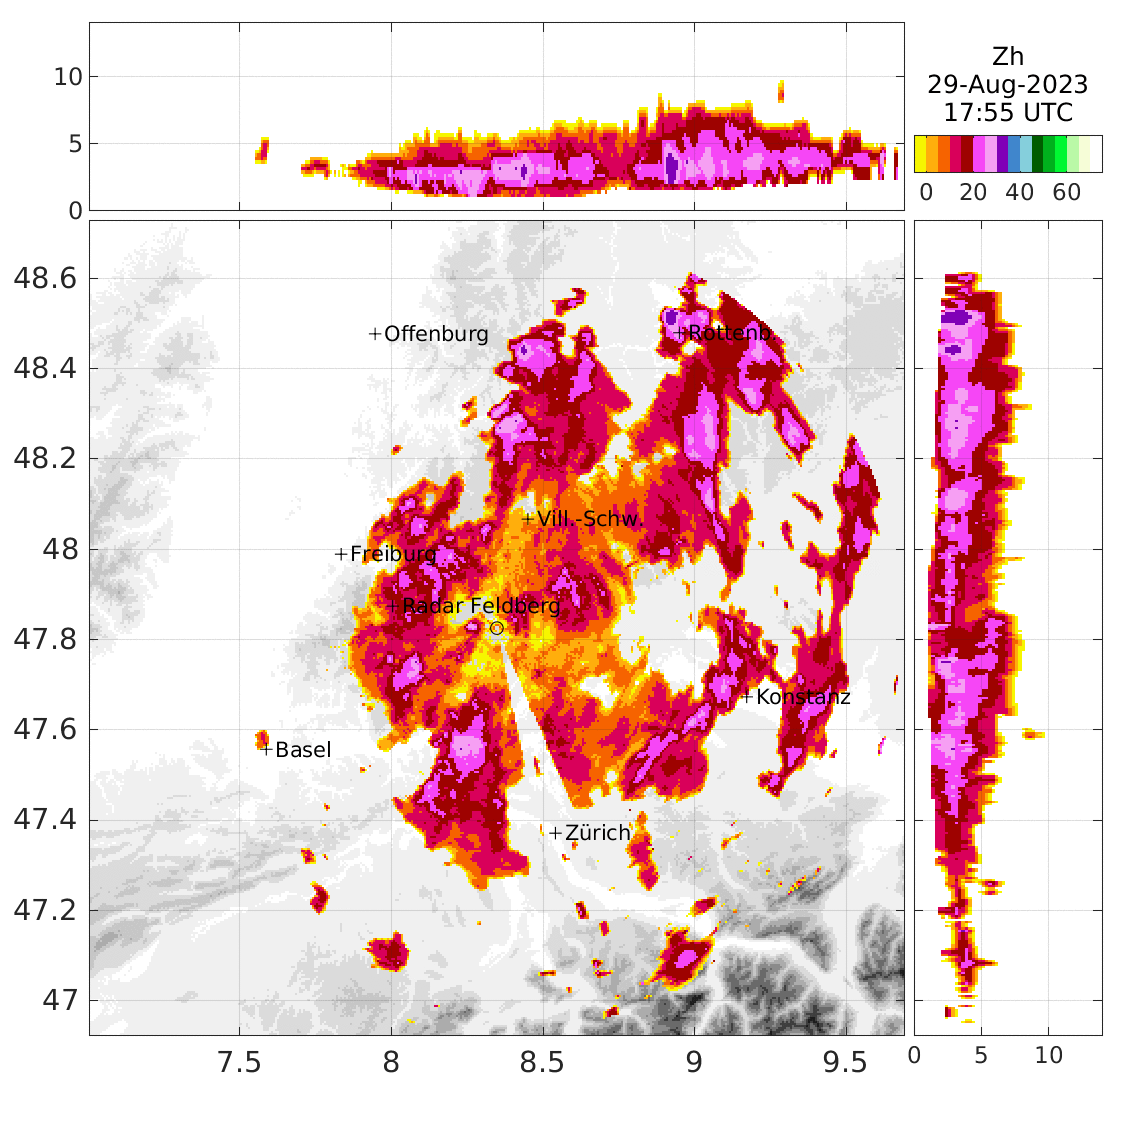 10
5
0
Zh
29-Aug-2023
17:55 UTC
0 20 40 60
48.6
48.4
48.2
48
47.8
47.6
47.4
47.2
47
+Offenburg
+Rottenb.
+Vill.-Schw.
+Freiburg
+Radar Feldberg
+Konstanz
+Basel
+Zürich
7.5 8 8.5 9 9.5
0 5 10